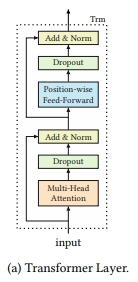 Trm
Add & Norm
Dropout
Position-wise
Feed-Forward
Add & Norm
Dropout
Multi-Head
Attention
input
(a) Transformer Layer.